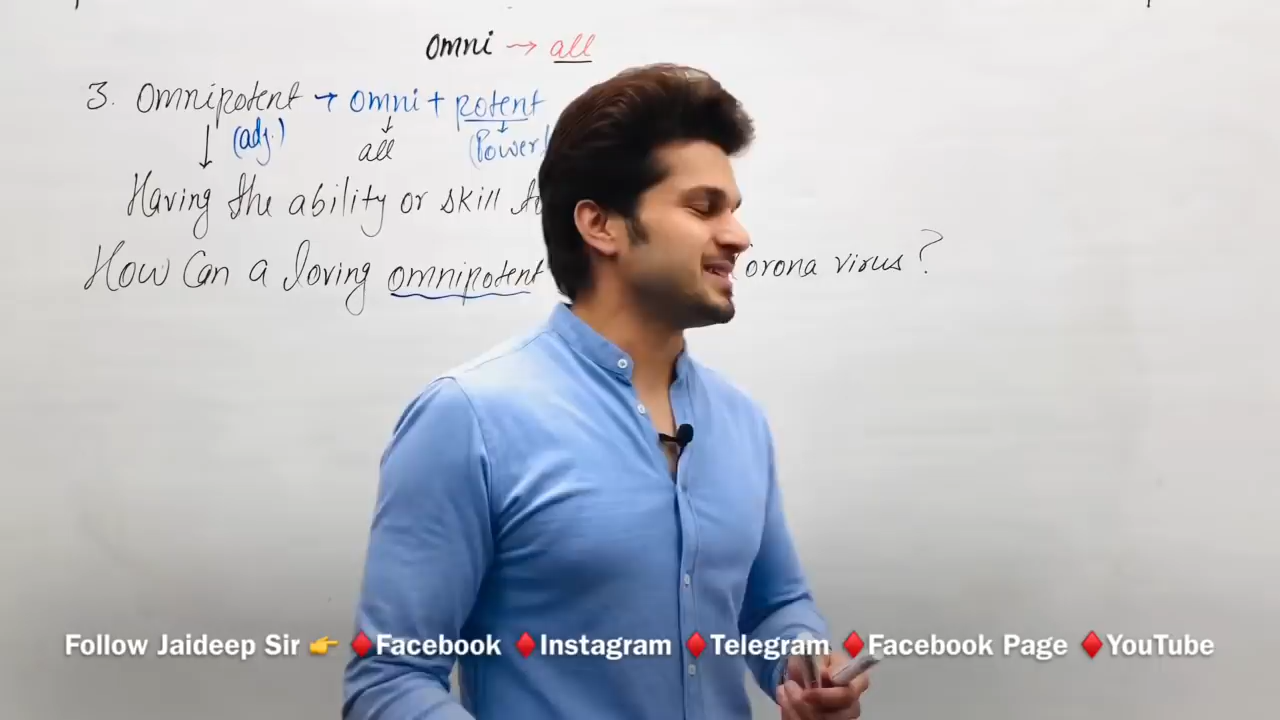 Omni → all
3. Omnipotent → Omni + potent
(adj.) all (Power)
Having the ability or skill to
How Can a loving omnipotent orona virus?
Follow Jaideep Sir 👉 ♦Facebook ♦Instagram ♦Telegram ♦Facebook Page ♦YouTube